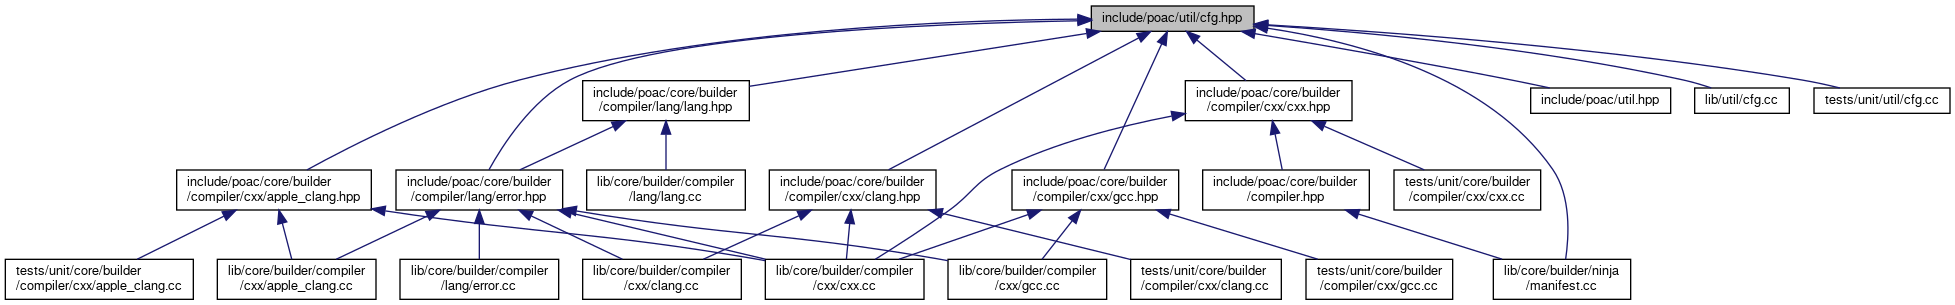 include/poac/util/cfg.hpp
include/poac/core/builder
/compiler/lang/lang.hpp
include/poac/core/builder
/compiler/cxx/cxx.hpp
include/poac/util.hpp
lib/util/cfg.cc
tests/unit/util/cfg.cc
include/poac/core/builder
/compiler/cxx/apple_clang.hpp
include/poac/core/builder
/compiler/lang/error.hpp
lib/core/builder/compiler
/lang/lang.cc
include/poac/core/builder
/compiler/cxx/clang.hpp
include/poac/core/builder
/compiler/cxx/gcc.hpp
include/poac/core/builder
/compiler.hpp
tests/unit/core/builder
/compiler/cxx/cxx.cc
tests/unit/core/builder
/compiler/cxx/apple_clang.cc
lib/core/builder/compiler
/cxx/apple_clang.cc
lib/core/builder/compiler
/lang/error.cc
lib/core/builder/compiler
/cxx/clang.cc
lib/core/builder/compiler
/cxx/cxx.cc
lib/core/builder/compiler
/cxx/gcc.cc
tests/unit/core/builder
/compiler/cxx/clang.cc
tests/unit/core/builder
/compiler/cxx/gcc.cc
lib/core/builder/ninja
/manifest.cc